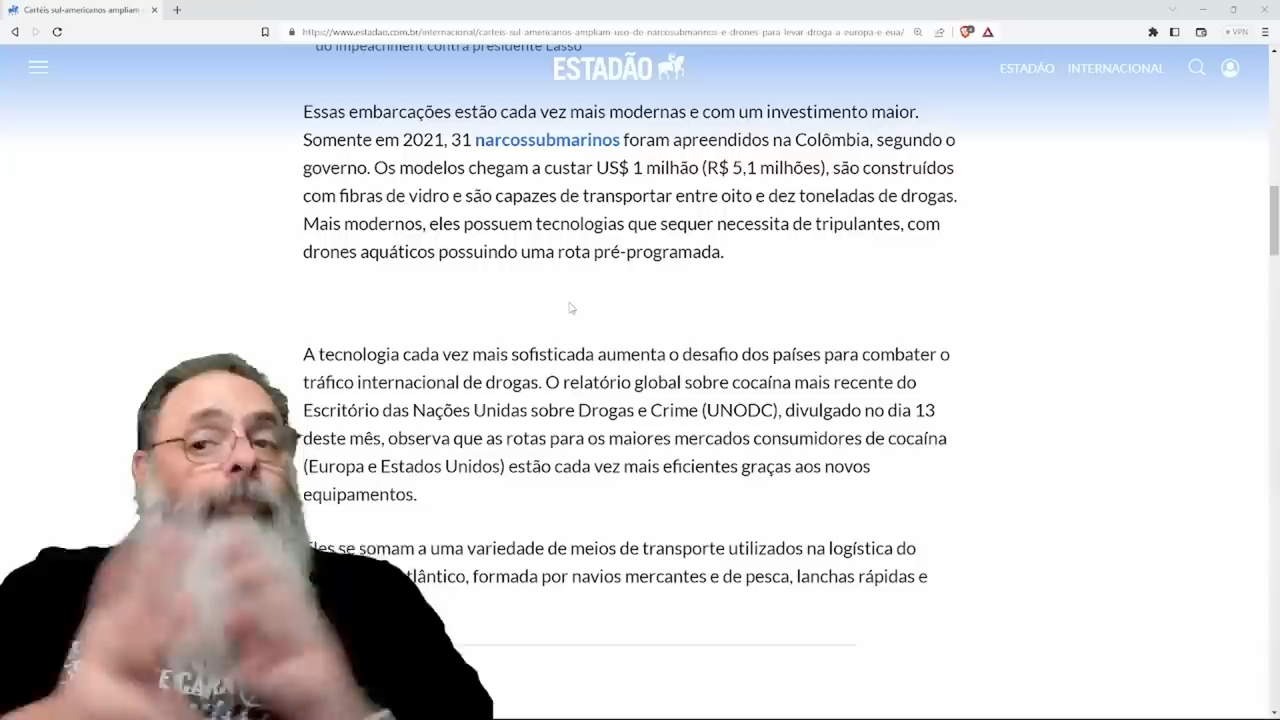 Cartéis sul-americanos ampliam
https://www.estadao.com.br/internacional/carteis-sul-americanos-ampliam-uso-de-narcosubmarinos-e-drones-para-levar-droga-a-europa-e-eua/
VPN
do impeachment contra presidente Lasso
ESTADÃO
ESTADÃO INTERNACIONAL
Essas embarcações estão cada vez mais modernas e com um investimento maior.
Somente em 2021, 31 narcossubmarinos foram apreendidos na Colômbia, segundo o
governo. Os modelos chegam a custar US$ 1 milhão (R$ 5,1 milhões), são construídos
com fibras de vidro e são capazes de transportar entre oito e dez toneladas de drogas.
Mais modernos, eles possuem tecnologias que sequer necessita de tripulantes, com
drones aquáticos possuindo uma rota pré-programada.
A tecnologia cada vez mais sofisticada aumenta o desafio dos países para combater o
tráfico internacional de drogas. O relatório global sobre cocaína mais recente do
Escritório das Nações Unidas sobre Drogas e Crime (UNODC), divulgado no dia 13
deste mês, observa que as rotas para os maiores mercados consumidores de cocaína
(Europa e Estados Unidos) estão cada vez mais eficientes graças aos novos
equipamentos.
Eles se somam a uma variedade de meios de transporte utilizados na logística do
formada por navios mercantes e de pesca, lanchas rápidas e